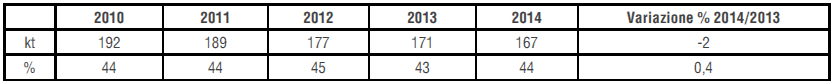 2010 2011 2012 2013 2014 Variazione % 2014/2013
kt 192 189 177 171 167 -2
% 44 44 45 43 44 0,4